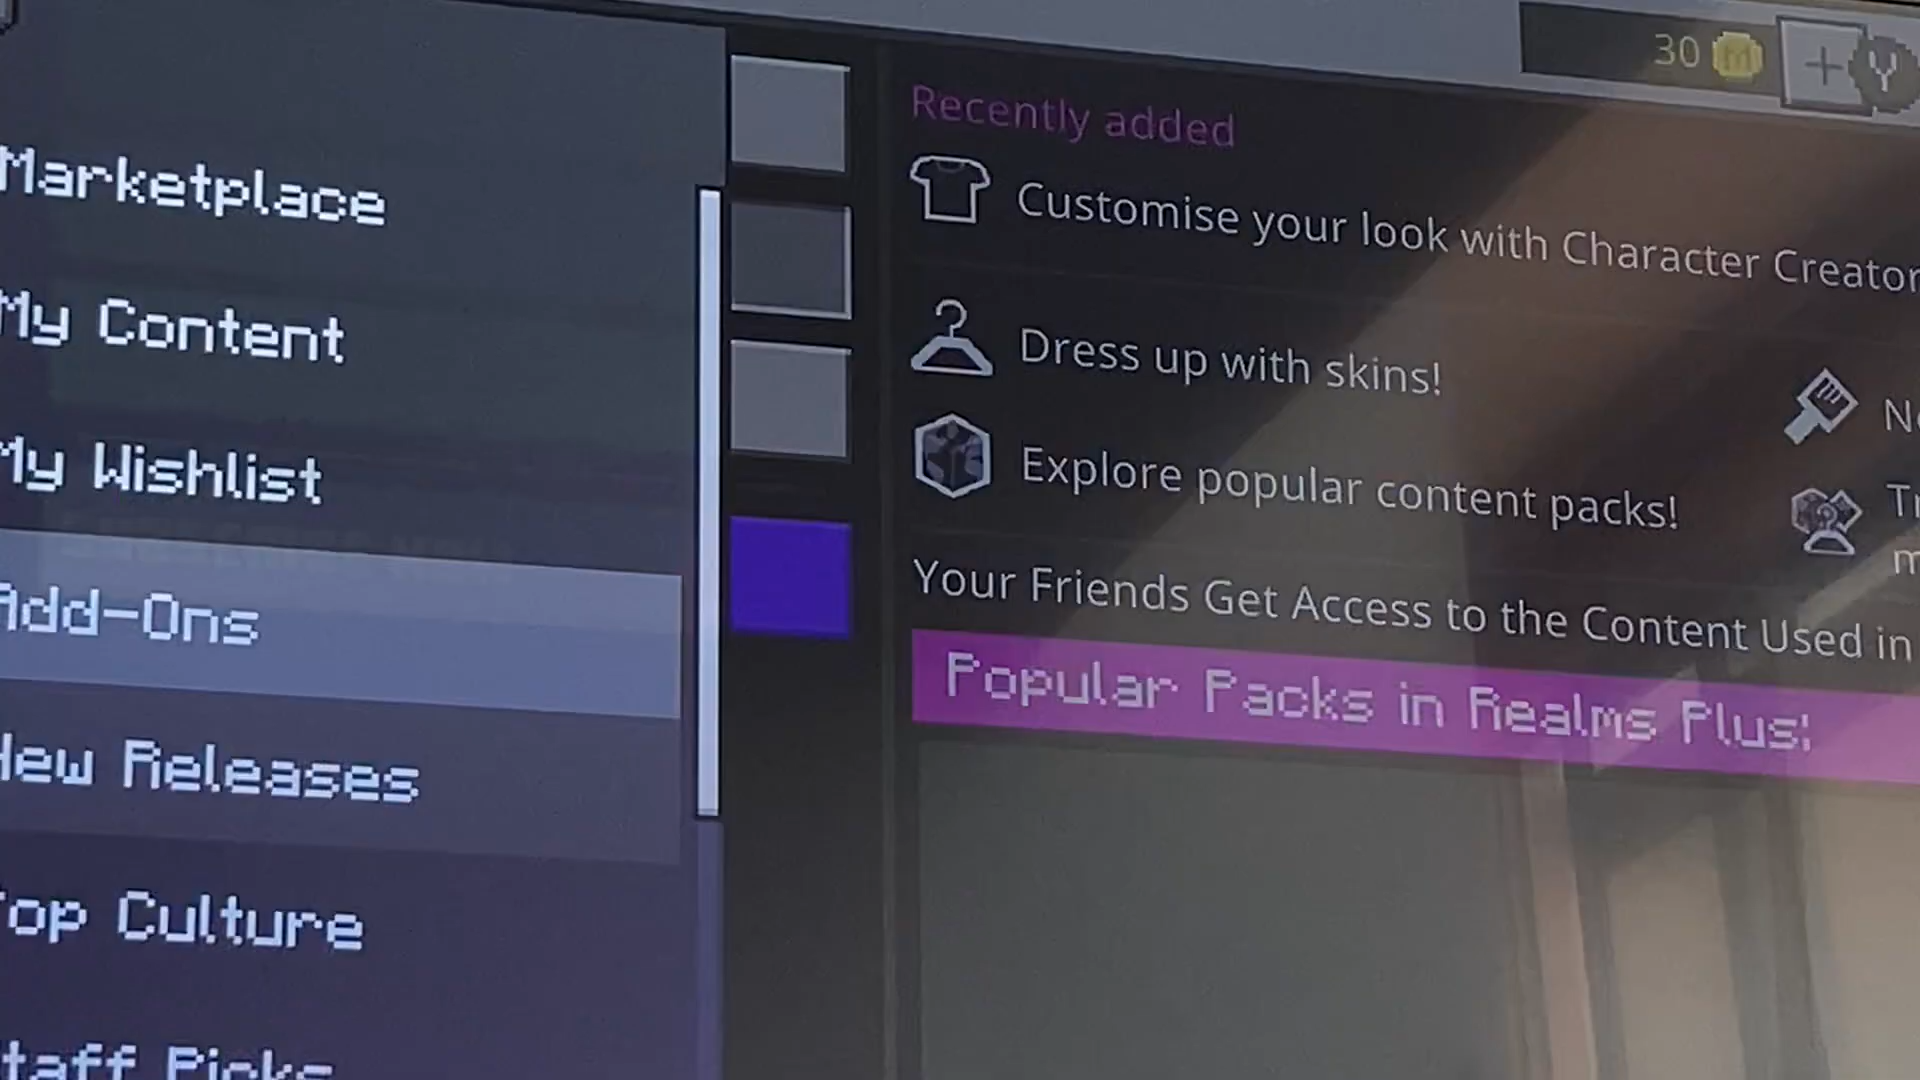 30
Y
Recently added
Marketplace
Customise your look with Character Creator
My Content
Dress up with skins!
My Wishlist
Explore popular content packs!
Add-Ons
Your Friends Get Access to the Content Used in
Popular Packs in Realms Plus!
New Releases
Pop Culture
Staff Picks